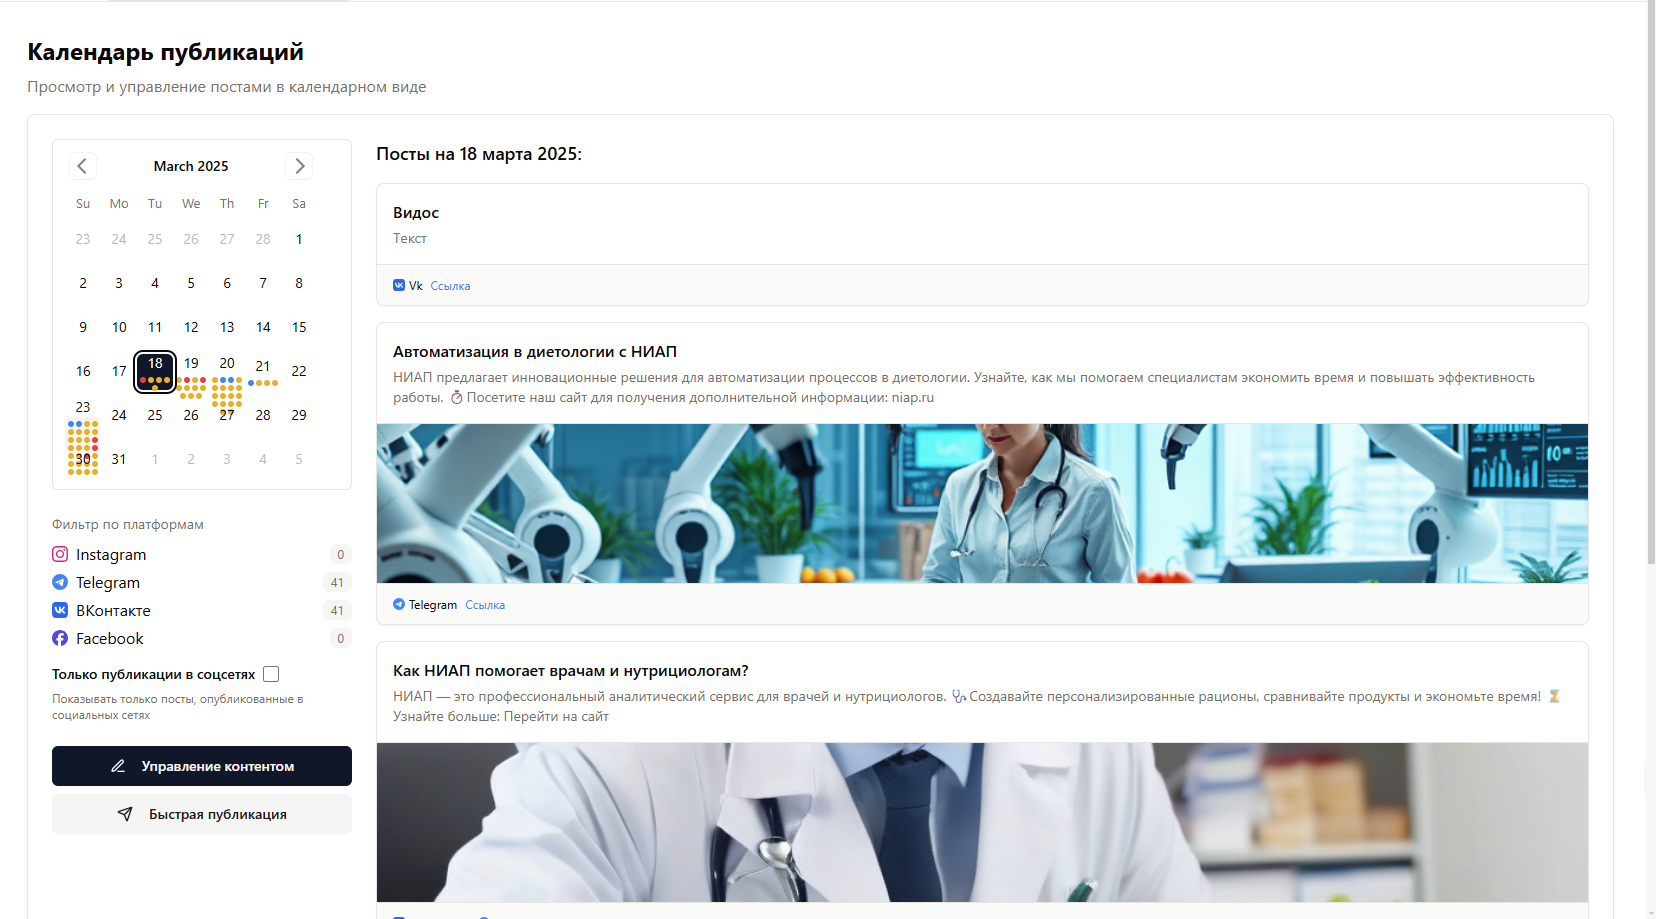 Календарь публикаций
Просмотр и управление постами в календарном виде
March 2025
Su Mo Tu We Th Fr Sa
23 24 25 26 27 28 1
2 3 4 5 6 7 8
9 10 11 12 13 14 15
16 17 18 19 20 21 22
23 24 25 26 27 28 29
30 31 1 2 3 4 5
Фильтр по платформам
Instagram 0
Telegram 41
ВКонтакте 41
Facebook 0
Только публикации в соцсетях
Показывать только посты, опубликованные в
социальных сетях
Управление контентом
Быстрая публикация
Посты на 18 марта 2025:
Видос
Текст
Vk Ссылка
Автоматизация в диетологии с НИАП
НИАП предлагает инновационные решения для автоматизации процессов в диетологии. Узнайте, как мы помогаем специалистам экономить время и повышать эффективность
работы. ⏱️ Посетите наш сайт для получения дополнительной информации: niap.ru
Telegram Ссылка
Как НИАП помогает врачам и нутрициологам?
НИАП — это профессиональный аналитический сервис для врачей и нутрициологов. 🩺 Создавайте персонализированные рационы, сравнивайте продукты и экономьте время! ⏳
Узнайте больше: Перейти на сайт